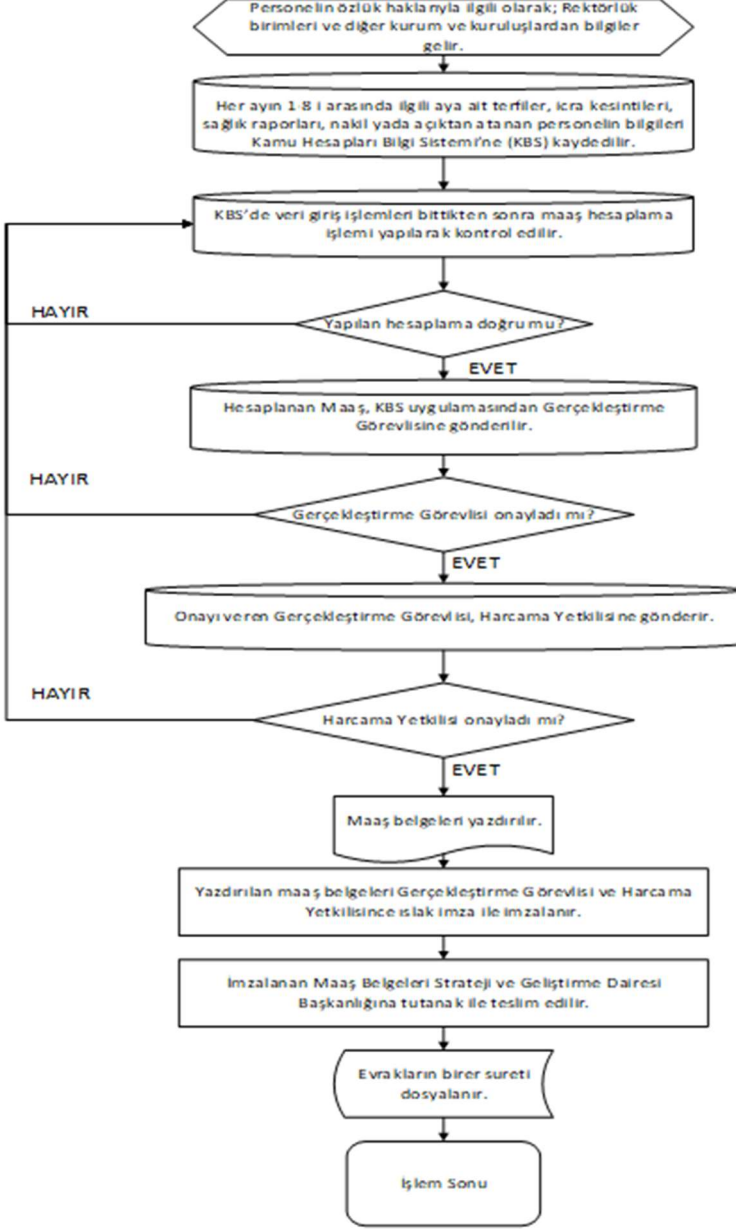 Personelin özlük haklarıyla ilgili olarak; Rektörlük
birimleri ve diğer kurum ve kuruluşlardan bilgiler
gelir.
Her ayın 1-8 i arasında ilgili aya ait terfiler, icra kesintileri,
sağlık raporları, nakil yada açıktan atanan personelin bilgileri
Kamu Hesapları Bilgi Sistemi’ne (KBS) kaydedilir.
KBS’de veri giriş işlemleri bittikten sonra maaş hesaplama
işlemi yapılarak kontrol edilir.
HAYIR
Yapılan hesaplama doğru mu?
EVET
Hesaplanan Maaş, KBS uygulamasından Gerçekleştirme
Görevlisine gönderilir.
HAYIR
Gerçekleştirme Görevlisi onayladı mı?
EVET
Onayı veren Gerçekleştirme Görevlisi, Harcama Yetkilisine gönderir.
HAYIR
Harcama Yetkilisi onayladı mı?
EVET
Maaş belgeleri yazdırılır.
Yazdırılan maaş belgeleri Gerçekleştirme Görevlisi ve Harcama
Yetkilisince ıslak imza ile imzalanır.
İmzalanan Maaş Belgeleri Strateji ve Geliştirme Dairesi
Başkanlığına tutanak ile teslim edilir.
Evrakların birer sureti
dosyalanır.
İşlem Sonu